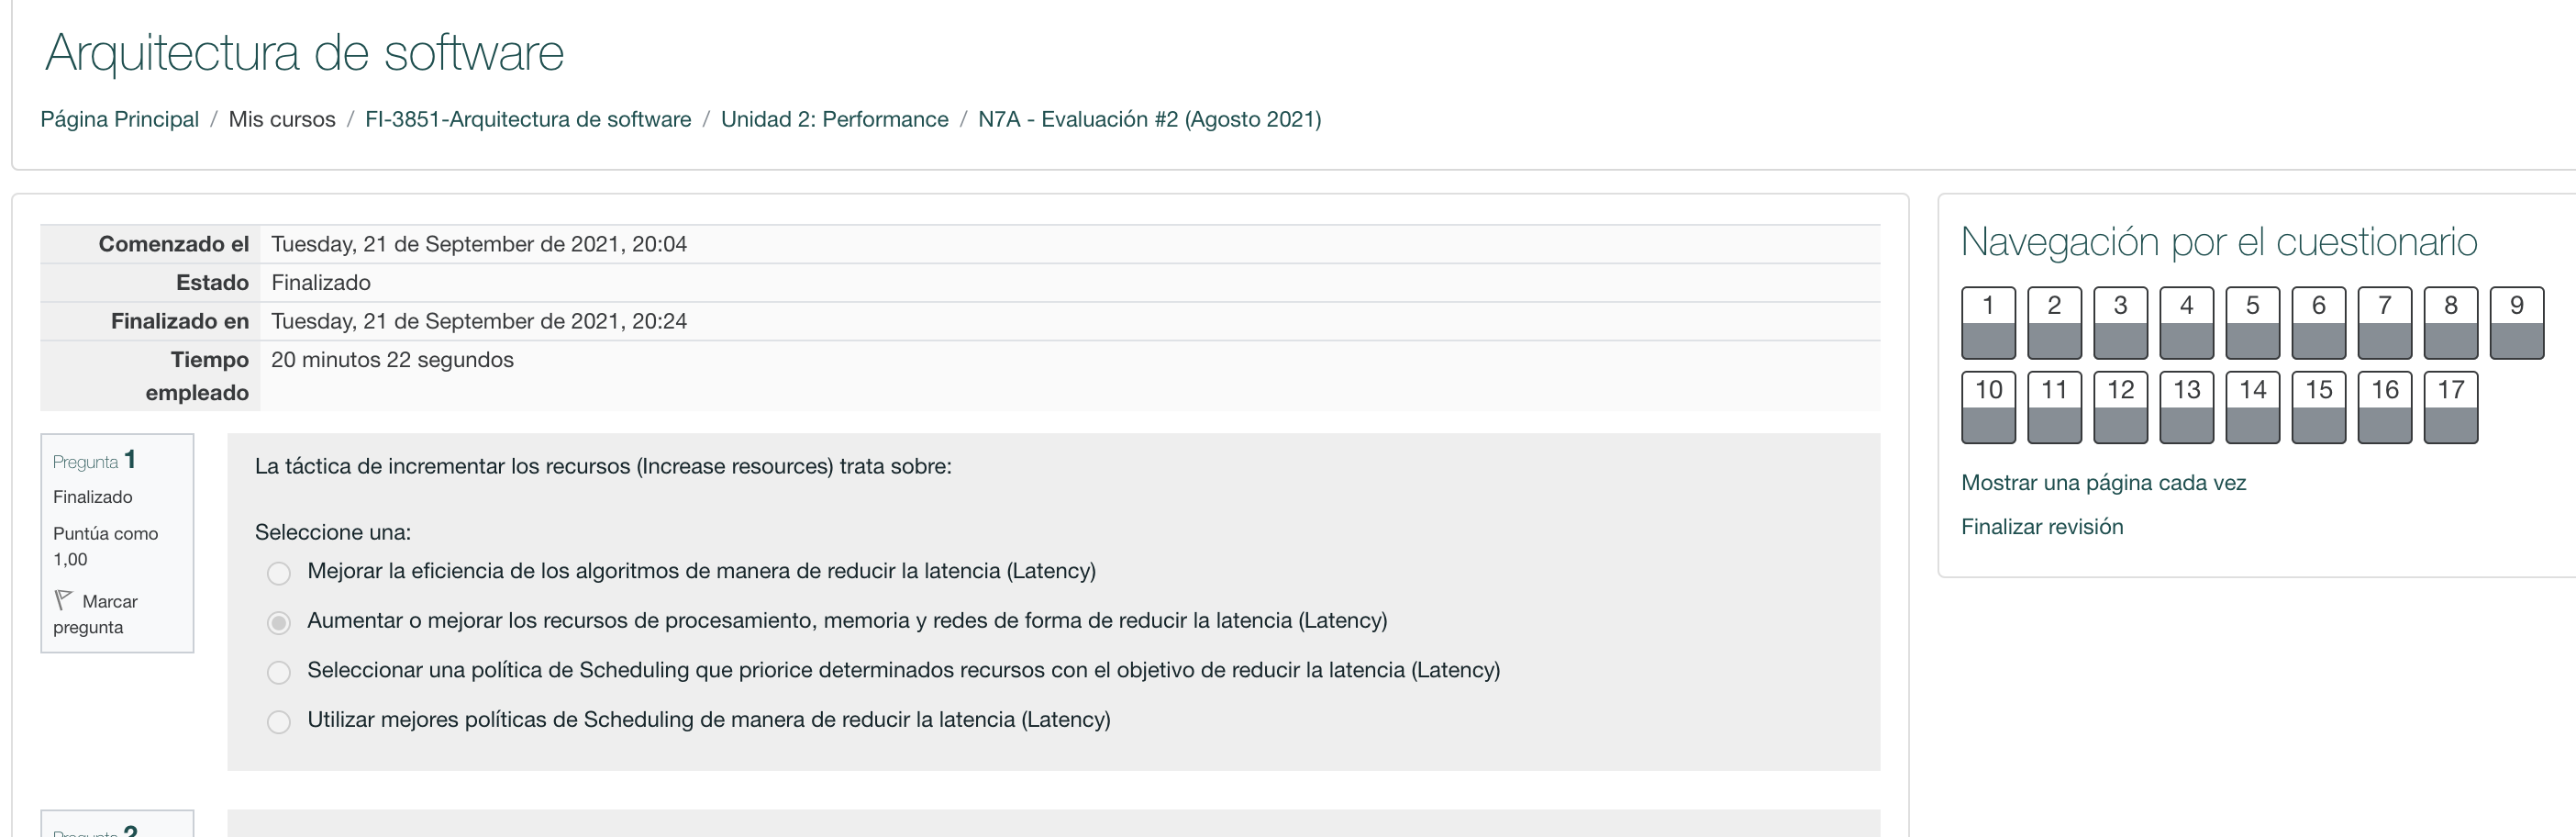 Arquitectura de software
Página Principal / Mis cursos / FI-3851-Arquitectura de software / Unidad 2: Performance / N7A - Evaluación #2 (Agosto 2021)
Comenzado el Tuesday, 21 de September de 2021, 20:04
Estado Finalizado
Finalizado en Tuesday, 21 de September de 2021, 20:24
Tiempo empleado 20 minutos 22 segundos
Pregunta 1
Finalizado
Puntúa como
1,00
Marcar
pregunta
La táctica de incrementar los recursos (Increase resources) trata sobre:
Seleccione una:
Mejorar la eficiencia de los algoritmos de manera de reducir la latencia (Latency)
Aumentar o mejorar los recursos de procesamiento, memoria y redes de forma de reducir la latencia (Latency)
Seleccionar una política de Scheduling que priorice determinados recursos con el objetivo de reducir la latencia (Latency)
Utilizar mejores políticas de Scheduling de manera de reducir la latencia (Latency)
Pregunta 2
Navegación por el cuestionario
1 2 3 4 5 6 7 8 9
10 11 12 13 14 15 16 17
Mostrar una página cada vez
Finalizar revisión